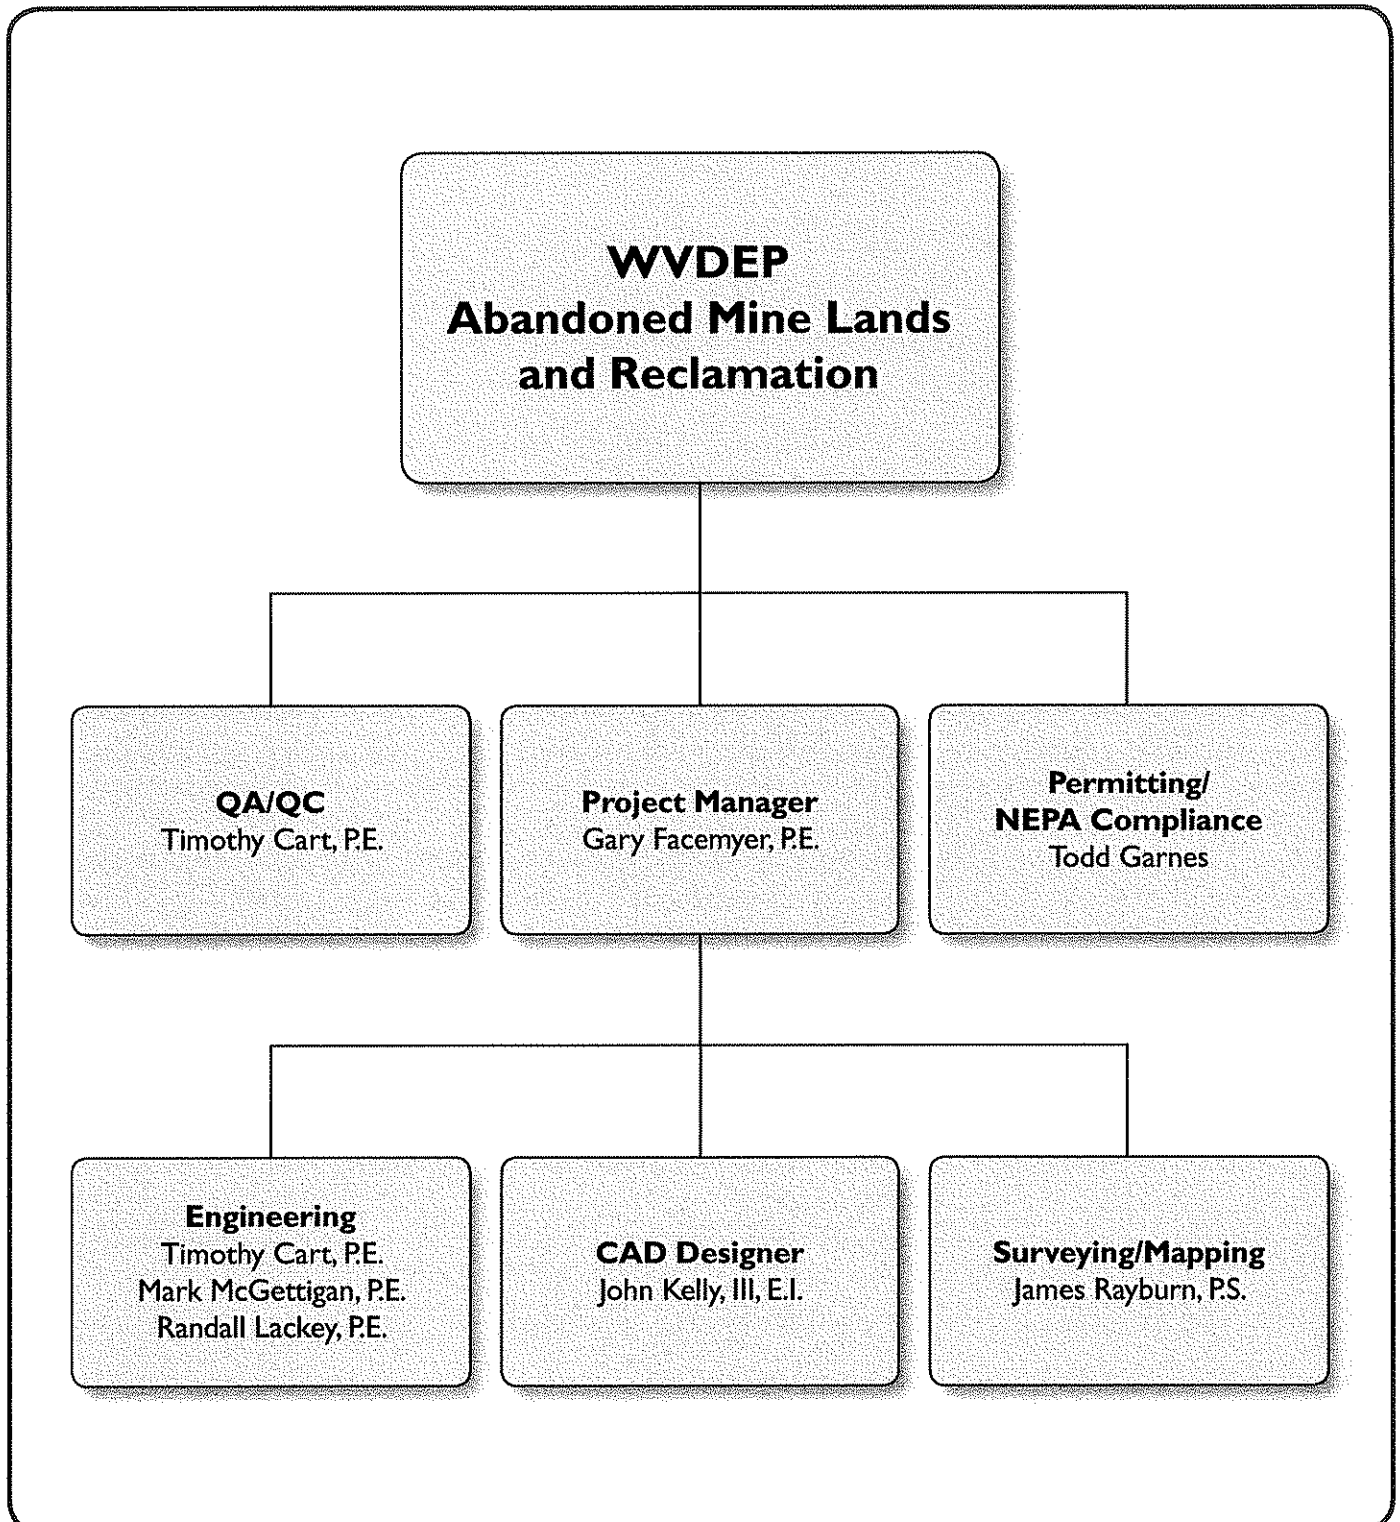 WVDEP
Abandoned Mine Lands
and Reclamation
QA/QC
Timothy Cart, P.E.
Project Manager
Gary Facemyer, P.E.
Permitting/
NEPA Compliance
Todd Garnes
Engineering
Timothy Cart, P.E.
Mark McGettigan, P.E.
Randall Lackey, P.E.
CAD Designer
John Kelly, III, E.I.
Surveying/Mapping
James Rayburn, P.S.